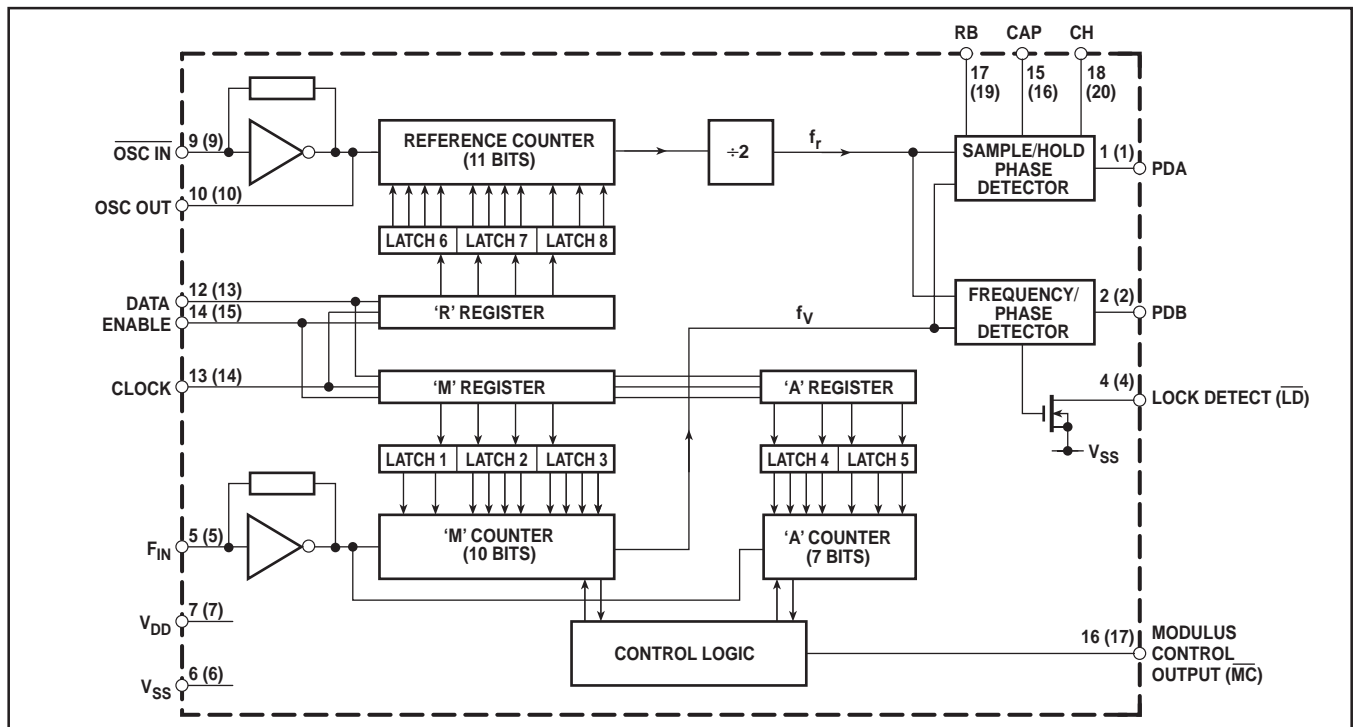 RB CAP CH
17 15 18
(19) (16) (20)
OSC IN
9 (9)
REFERENCE COUNTER
(11 BITS)
÷2
fr
SAMPLE/HOLD
PHASE
DETECTOR
1 (1)
PDA
10 (10)
OSC OUT
LATCH 6 LATCH 7 LATCH 8
12 (13)
DATA
ENABLE
14 (15)
'R' REGISTER
fV
FREQUENCY/
PHASE
DETECTOR
2 (2)
PDB
13 (14)
CLOCK
'M' REGISTER
'A' REGISTER
4 (4)
LOCK DETECT (LD)
VSS
LATCH 1 LATCH 2 LATCH 3
LATCH 4 LATCH 5
5 (5)
FIN
'M' COUNTER
(10 BITS)
'A' COUNTER
(7 BITS)
7 (7)
VDD
CONTROL LOGIC
16 (17)
MODULUS
CONTROL
OUTPUT (MC)
6 (6)
VSS